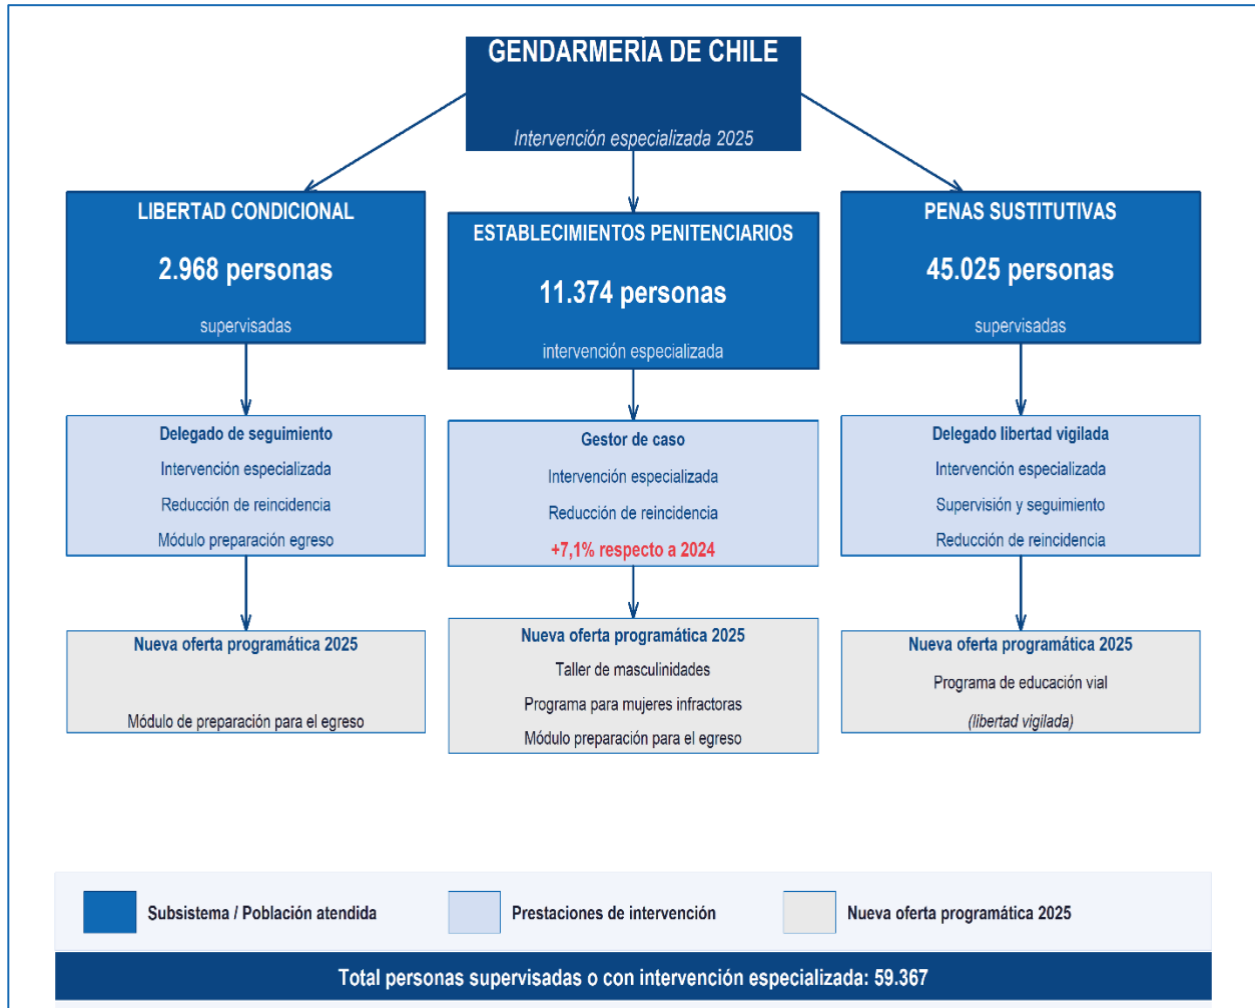 GENDARMERÍA DE CHILE
Intervención especializada 2025
LIBERTAD CONDICIONAL
2.968 personas
supervisadas
ESTABLECIMIENTOS PENITENCIARIOS
11.374 personas
intervención especializada
PENAS SUSTITUTIVAS
45.025 personas
supervisadas
Delegado de seguimiento
Intervención especializada
Reducción de reincidencia
Módulo preparación egreso
Gestor de caso
Intervención especializada
Reducción de reincidencia
+7,1% respecto a 2024
Delegado libertad vigilada
Intervención especializada
Supervisión y seguimiento
Reducción de reincidencia
Nueva oferta programática 2025
Módulo de preparación para el egreso
Nueva oferta programática 2025
Taller de masculinidades
Programa para mujeres infractoras
Módulo preparación para el egreso
Nueva oferta programática 2025
Programa de educación vial
(libertad vigilada)
Subsistema / Población atendida
Prestaciones de intervención
Nueva oferta programática 2025
Total personas supervisadas o con intervención especializada: 59.367